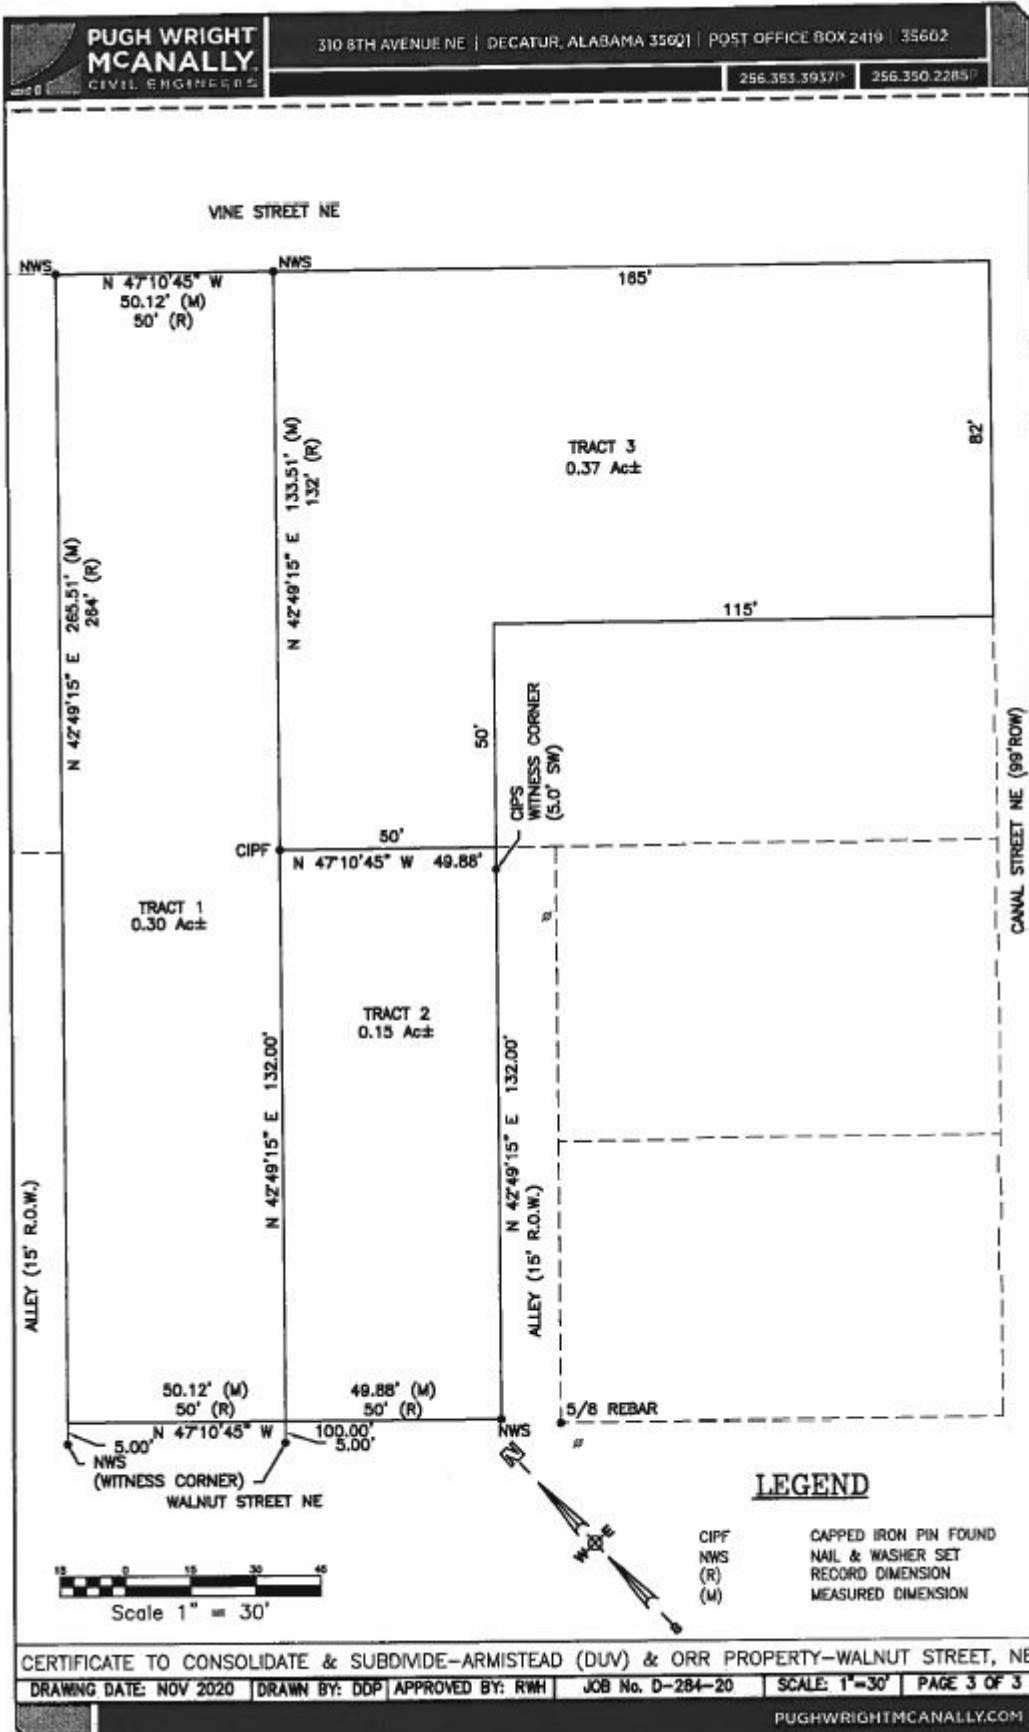 PUGH WRIGHT
MCANALLY
CIVIL ENGINEERS
310 8TH AVENUE NE | DECATUR, ALABAMA 35601 | POST OFFICE BOX 2419 | 35602
256.353.3937P
256.350.2285F
VINE STREET NE
NWS
NWS
N 47°10'45" W
50.12' (M)
50' (R)
165'
N 42°49'15" E 265.51' (M)
264' (R)
N 42°49'15" E 133.51' (M)
132' (R)
TRACT 3
0.37 Ac±
82'
115'
50'
CIPS
WITNESS CORNER
(5.0' SW)
CANAL STREET NE (99'ROW)
CIPF
50'
N 47°10'45" W 49.88'
TRACT 1
0.30 Ac±
TRACT 2
0.15 Ac±
N 42°49'15" E 132.00'
N 42°49'15" E 132.00'
ALLEY (15' R.O.W.)
ALLEY (15' R.O.W.)
50.12' (M)
50' (R)
49.88' (M)
50' (R)
N 47°10'45" W 100.00'
5.00'
5.00'
NWS
5/8 REBAR
NWS
(WITNESS CORNER)
WALNUT STREET NE
N
W
E
S
LEGEND
CIPF CAPPED IRON PIN FOUND
NWS NAIL & WASHER SET
(R) RECORD DIMENSION
(M) MEASURED DIMENSION
15 0 15 30 45
Scale 1" = 30'
CERTIFICATE TO CONSOLIDATE & SUBDIVIDE-ARMISTEAD (DUV) & ORR PROPERTY-WALNUT STREET, NE
DRAWING DATE: NOV 2020 DRAWN BY: DDP APPROVED BY: RWH JOB No. D-284-20 SCALE: 1"=30' PAGE 3 OF 3
PUGHWRIGHTMCANALLY.COM